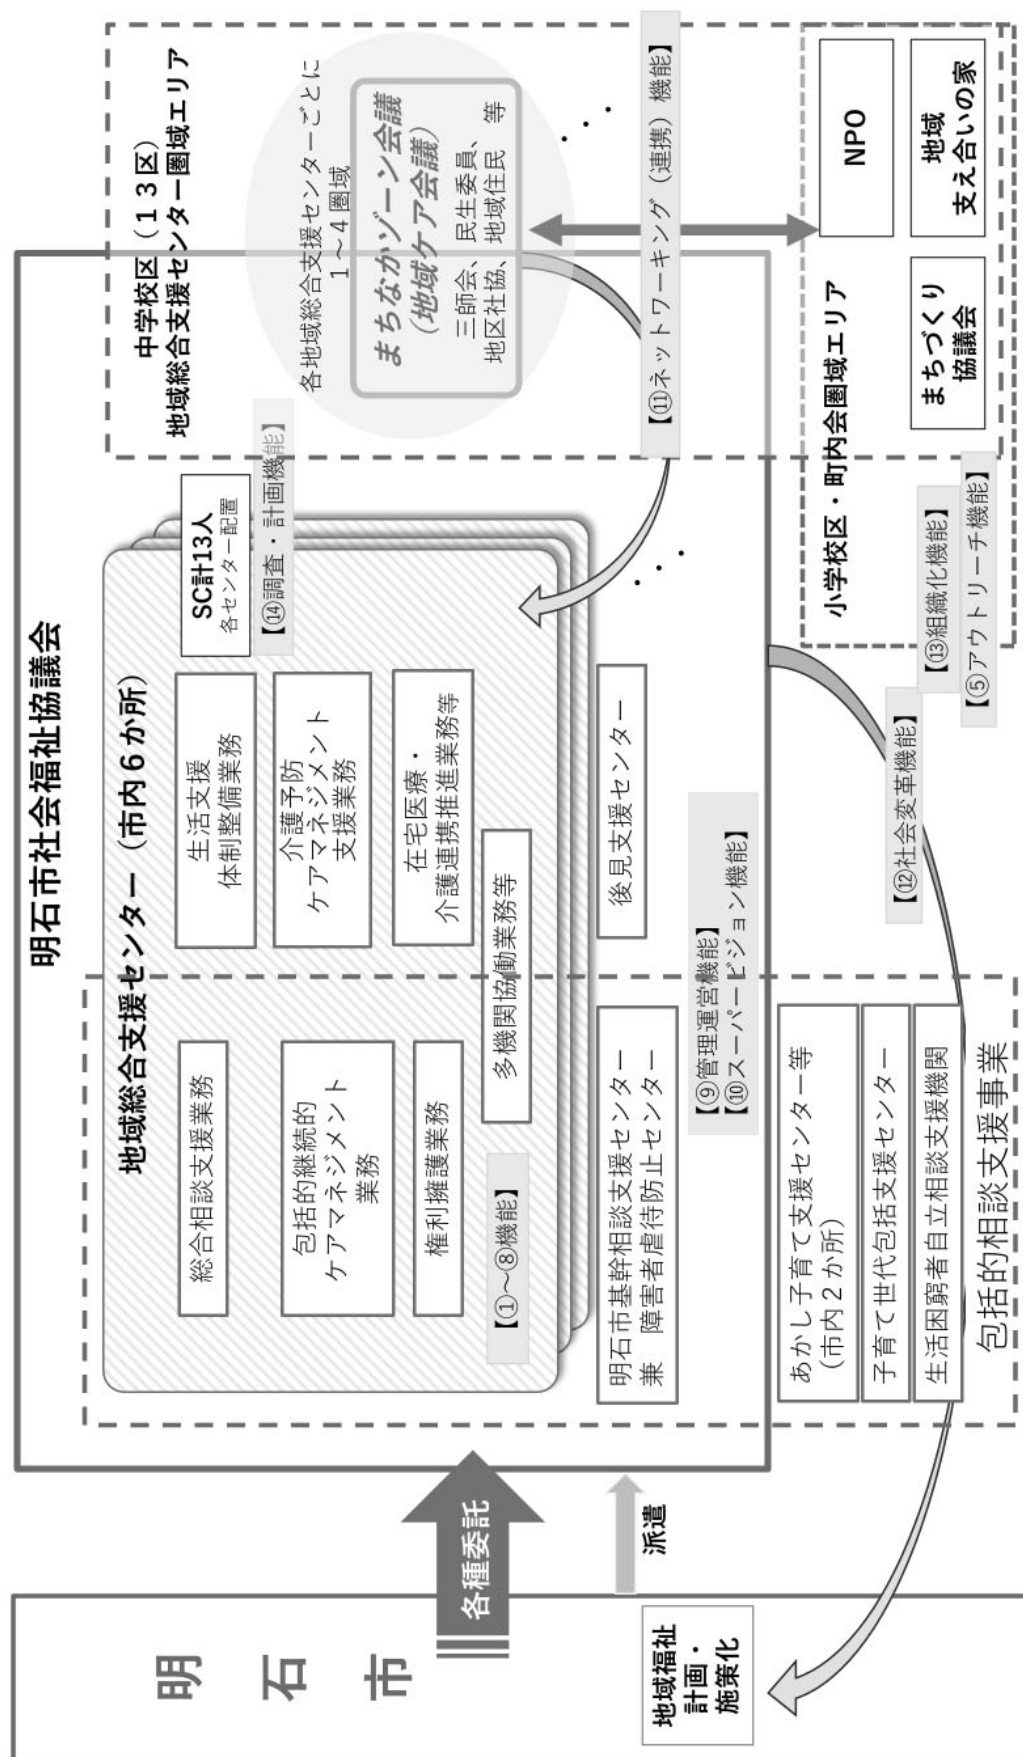 明石市
各種委託
派遣
地域福祉
計画・
施策化
明石市社会福祉協議会
地域総合支援センター（市内６か所）
総合相談支援業務
包括的継続的
ケアマネジメント
業務
権利擁護業務
【①～⑧機能】
生活支援
体制整備業務
介護予防
ケアマネジメント
支援業務
在宅医療・
介護連携推進業務等
多機関協働業務等
SC計13人
各センター配置
【⑭調査・計画機能】
明石市基幹相談支援センター
兼　障害者虐待防止センター
後見支援センター
【⑨管理運営機能】
【⑩スーパービジョン機能】
あかし子育て支援センター等
（市内２か所）
子育て世代包括支援センター
生活困窮者自立相談支援機関
包括的相談支援事業
中学校区（１３区）
地域総合支援センター圏域エリア
各地域総合支援センターごとに
１～４圏域
まちなかゾーン会議
（地域ケア会議）
三師会、民生委員、
地区社協、地域住民　等
・・・
・・・
【⑪ネットワーキング（連携）機能】
【⑫社会変革機能】
【⑬組織化機能】
【⑤アウトリーチ機能】
小学校区・町内会圏域エリア
NPO
まちづくり
協議会
地域
支え合いの家